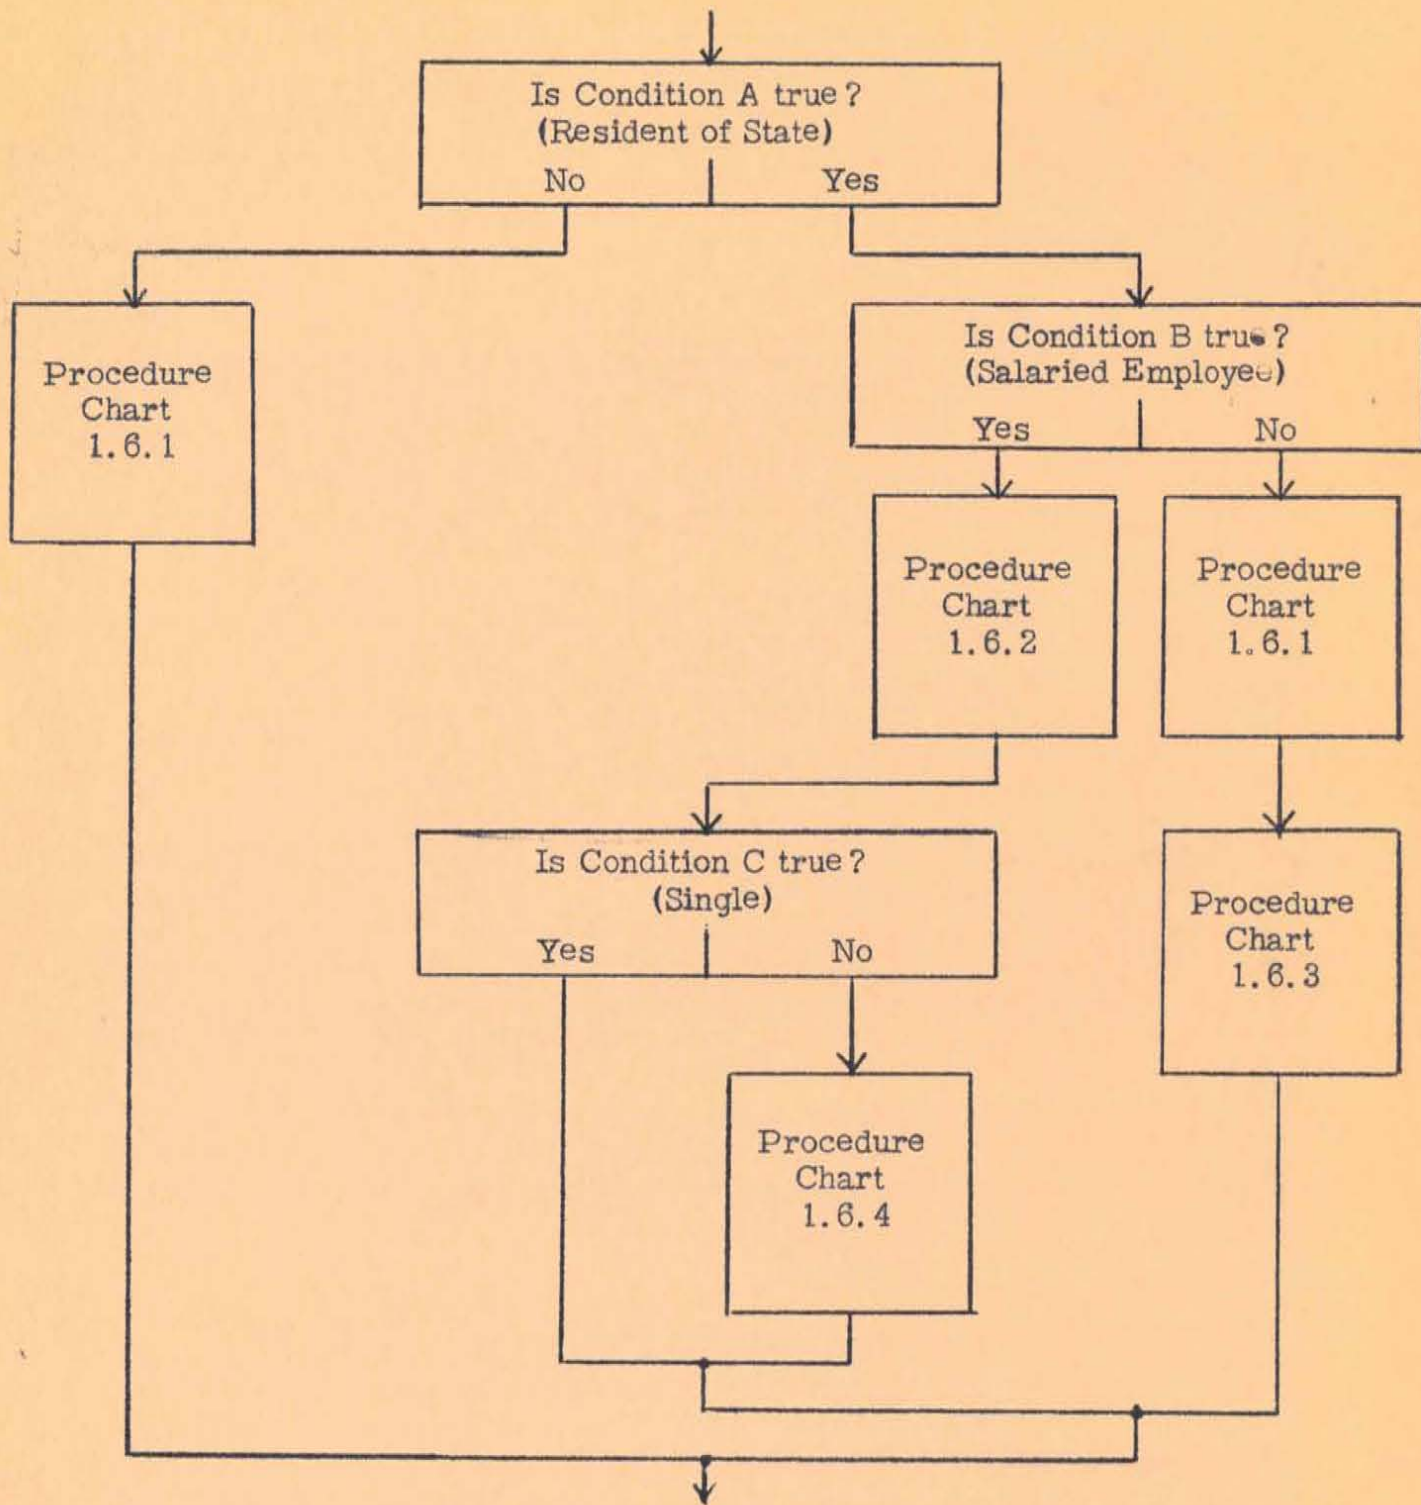 Is Condition A true?
(Resident of State)
No Yes
Procedure
Chart
1.6.1
Is Condition B true?
(Salaried Employee)
Yes No
Procedure
Chart
1.6.2
Procedure
Chart
1.6.1
Is Condition C true?
(Single)
Yes No
Procedure
Chart
1.6.3
Procedure
Chart
1.6.4